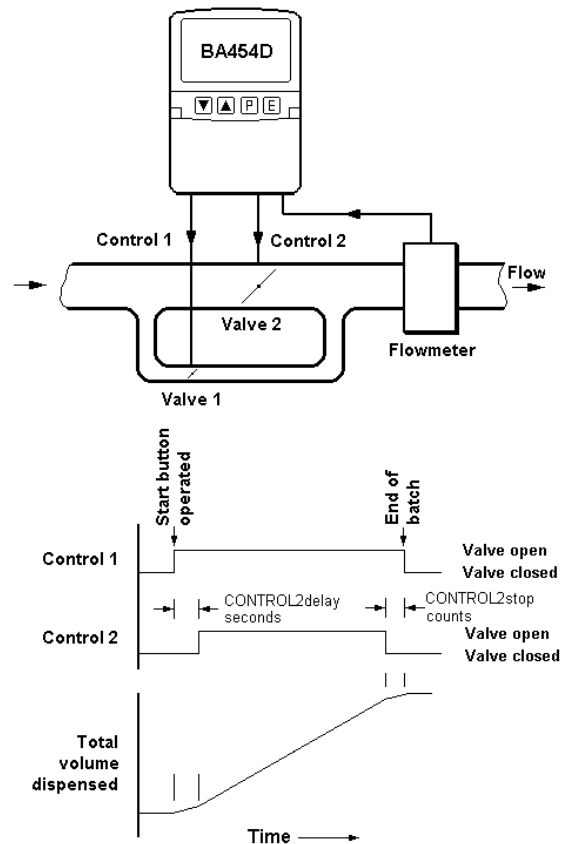 BA454D
P E
Control 1
Control 2
Flow
Valve 2
Flowmeter
Valve 1
Start button
operated
End of
batch
Control 1
Valve open
Valve closed
CONTROL2delay
seconds
CONTROL2stop
counts
Control 2
Valve open
Valve closed
Total
volume
dispensed
Time